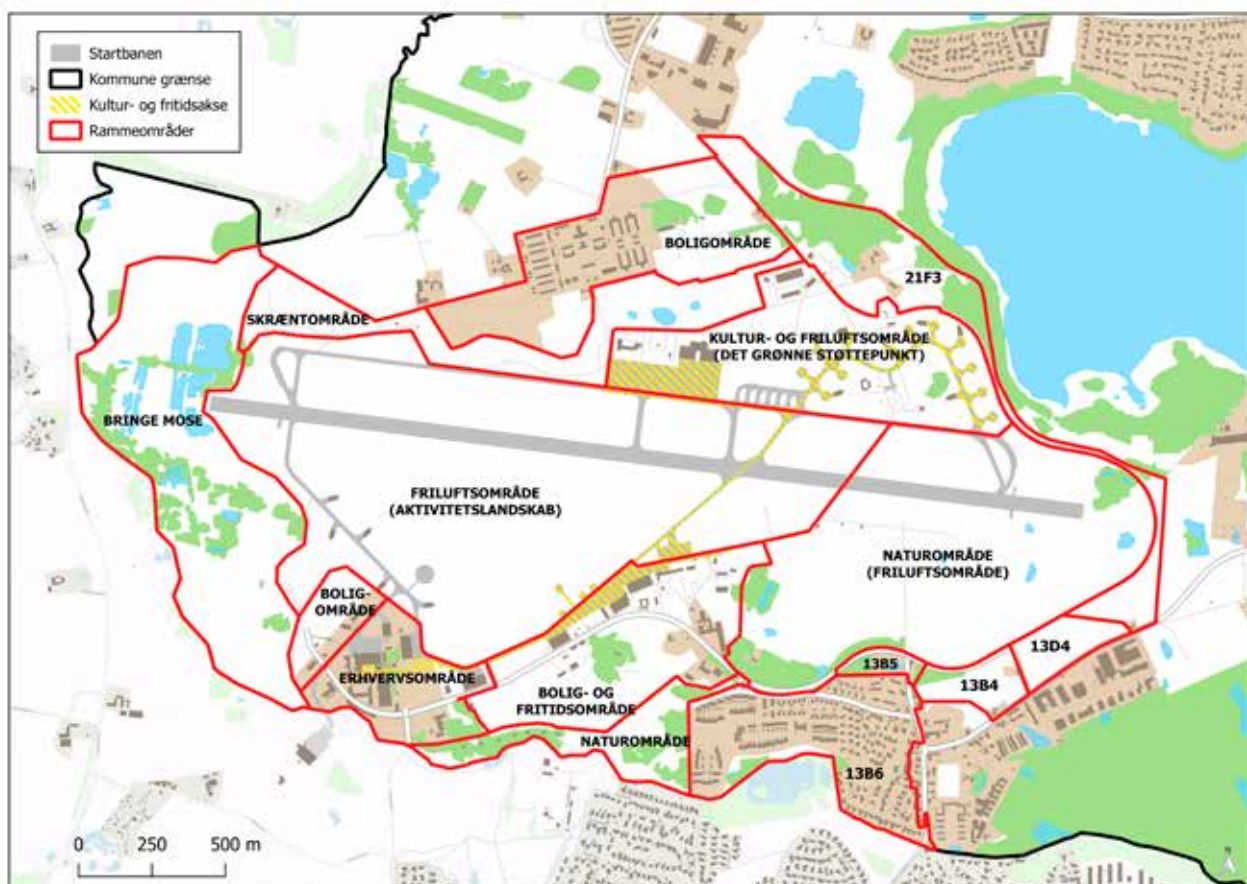 Startbanen
Kommune grænse
Kultur- og fritidsakse
Rammeområder
BOLIGOMRÅDE
21F3
SKRÆNTOMRÅDE
KULTUR- OG FRILUFTSOMRÅDE
(DET GRØNNE STØTTEPUNKT)
BRINGE MOSE
FRILUFTSOMRÅDE
(AKTIVITETSLANDSKAB)
NATUROMRÅDE
(FRILUFTSOMRÅDE)
BOLIG-
OMRÅDE
ERHVERVSOMRÅDE
BOLIG- OG
FRITIDSOMRÅDE
NATUROMRÅDE
13B5
13D4
13B4
13B6
0 250 500 m
N